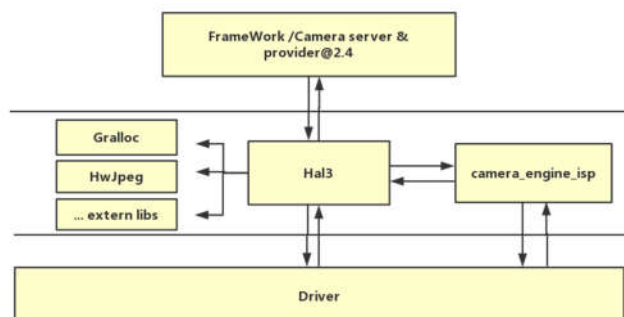 FrameWork /Camera server &
provider@2.4
Gralloc
HwJpeg
... extern libs
Hal3
camera_engine_isp
Driver